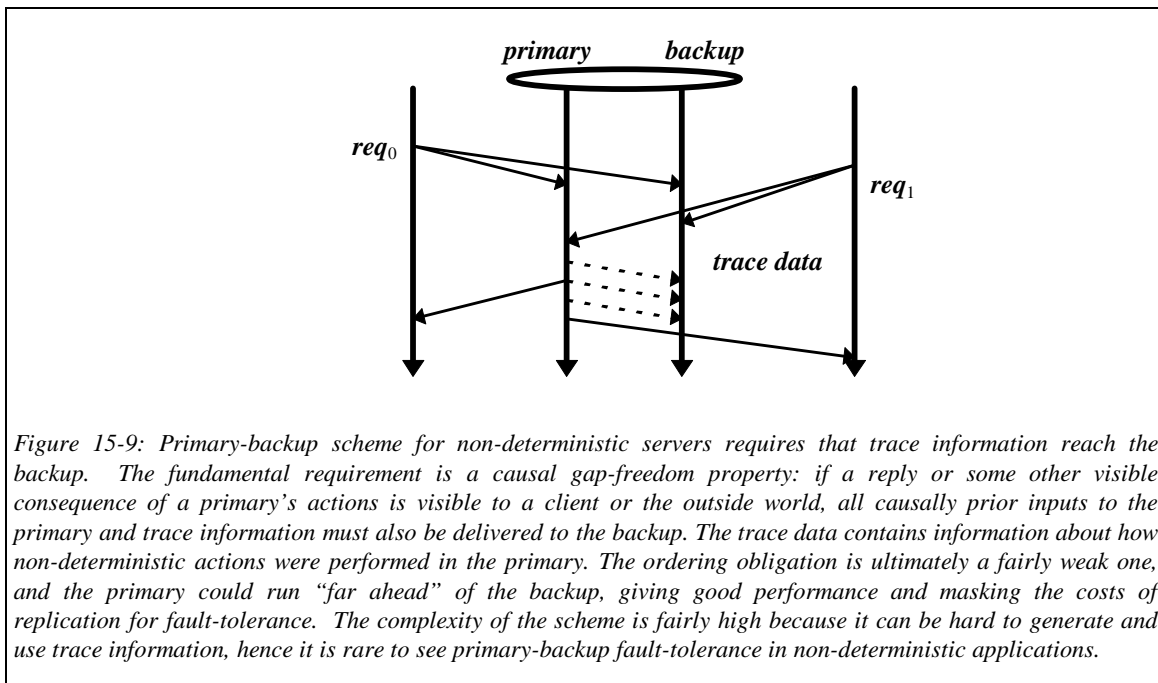 primary backup
req0
req1
trace data
Figure 15-9: Primary-backup scheme for non-deterministic servers requires that trace information reach the
backup. The fundamental requirement is a causal gap-freedom property: if a reply or some other visible
consequence of a primary's actions is visible to a client or the outside world, all causally prior inputs to the
primary and trace information must also be delivered to the backup. The trace data contains information about how
non-deterministic actions were performed in the primary. The ordering obligation is ultimately a fairly weak one,
and the primary could run “far ahead” of the backup, giving good performance and masking the costs of
replication for fault-tolerance. The complexity of the scheme is fairly high because it can be hard to generate and
use trace information, hence it is rare to see primary-backup fault-tolerance in non-deterministic applications.